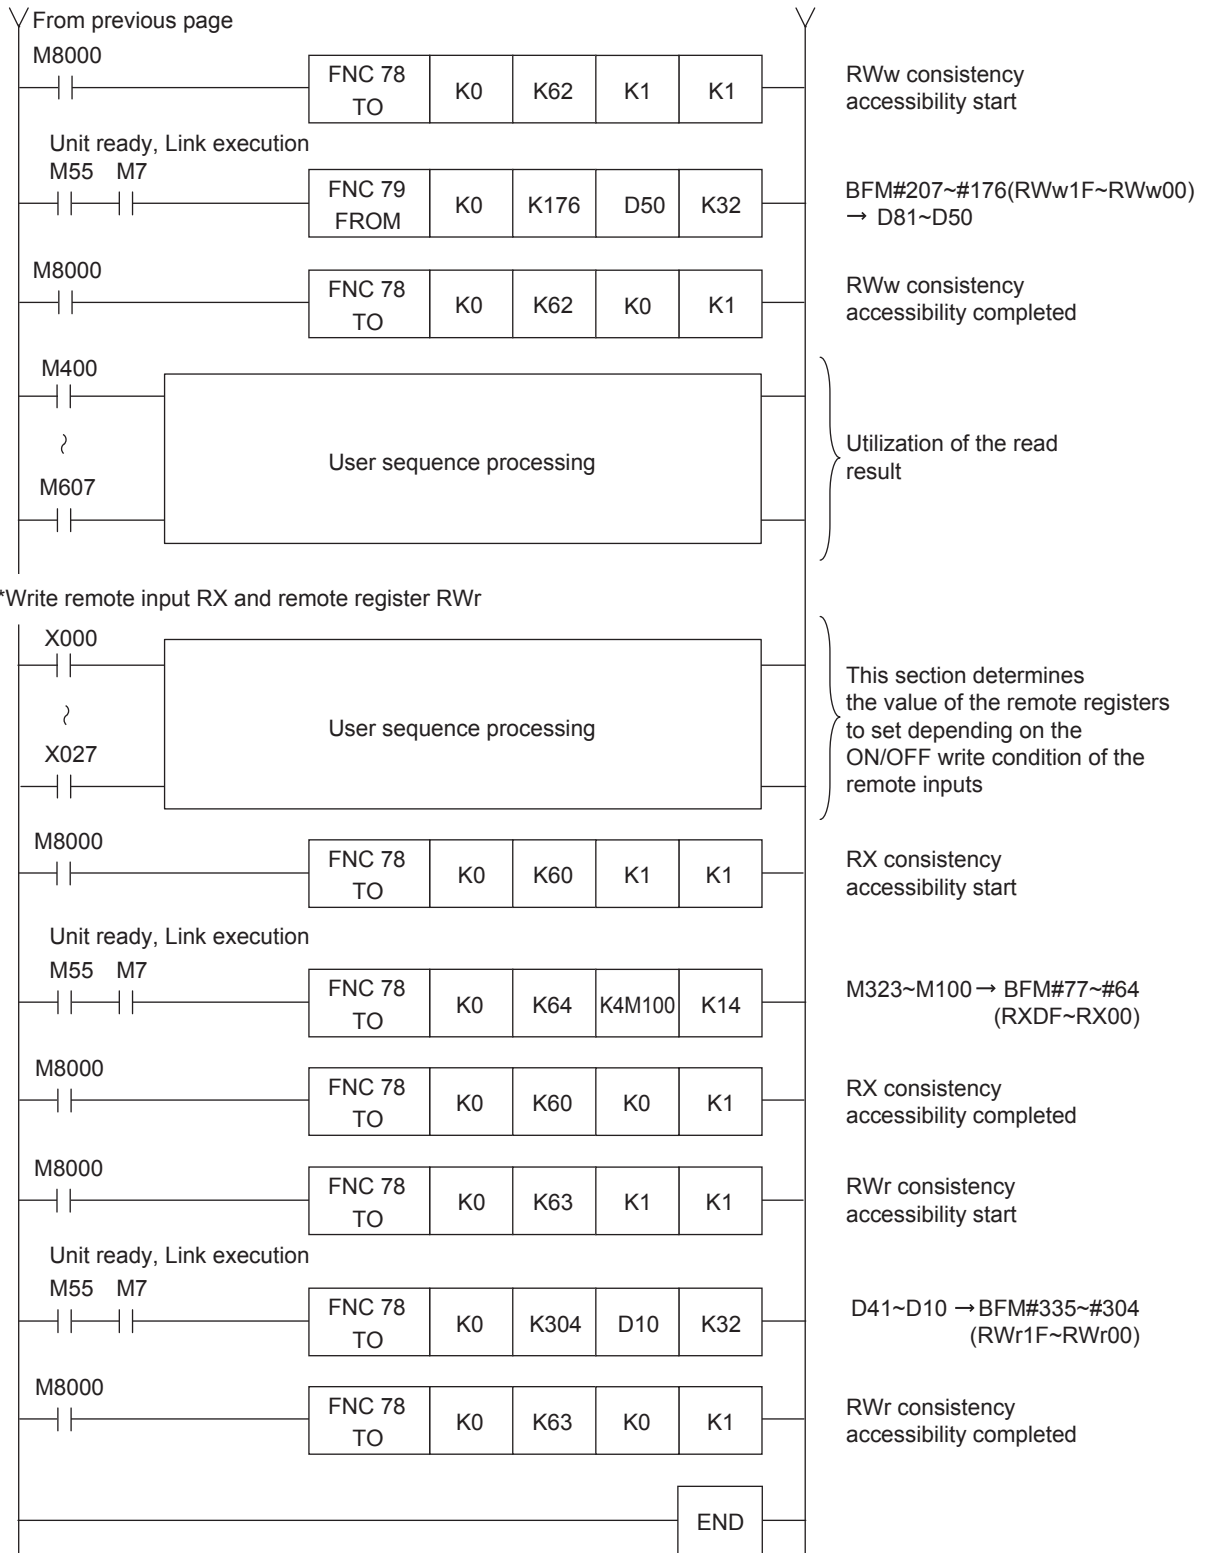 From previous page
M8000
FNC 78
TO
K0
K62
K1
K1
RWw consistency
accessibility start
Unit ready, Link execution
M55 M7
FNC 79
FROM
K0
K176
D50
K32
BFM#207~#176(RWw1F~RWw00)
→ D81~D50
M8000
FNC 78
TO
K0
K62
K0
K1
RWw consistency
accessibility completed
M400
~
M607
User sequence processing
Utilization of the read
result
*Write remote input RX and remote register RWr
X000
~
X027
User sequence processing
This section determines
the value of the remote registers
to set depending on the
ON/OFF write condition of the
remote inputs
M8000
FNC 78
TO
K0
K60
K1
K1
RX consistency
accessibility start
Unit ready, Link execution
M55 M7
FNC 78
TO
K0
K64
K4M100
K14
M323~M100→ BFM#77~#64
(RXDF~RX00)
M8000
FNC 78
TO
K0
K60
K0
K1
RX consistency
accessibility completed
M8000
FNC 78
TO
K0
K63
K1
K1
RWr consistency
accessibility start
Unit ready, Link execution
M55 M7
FNC 78
TO
K0
K304
D10
K32
D41~D10 →BFM#335~#304
(RWr1F~RWr00)
M8000
FNC 78
TO
K0
K63
K0
K1
RWr consistency
accessibility completed
END